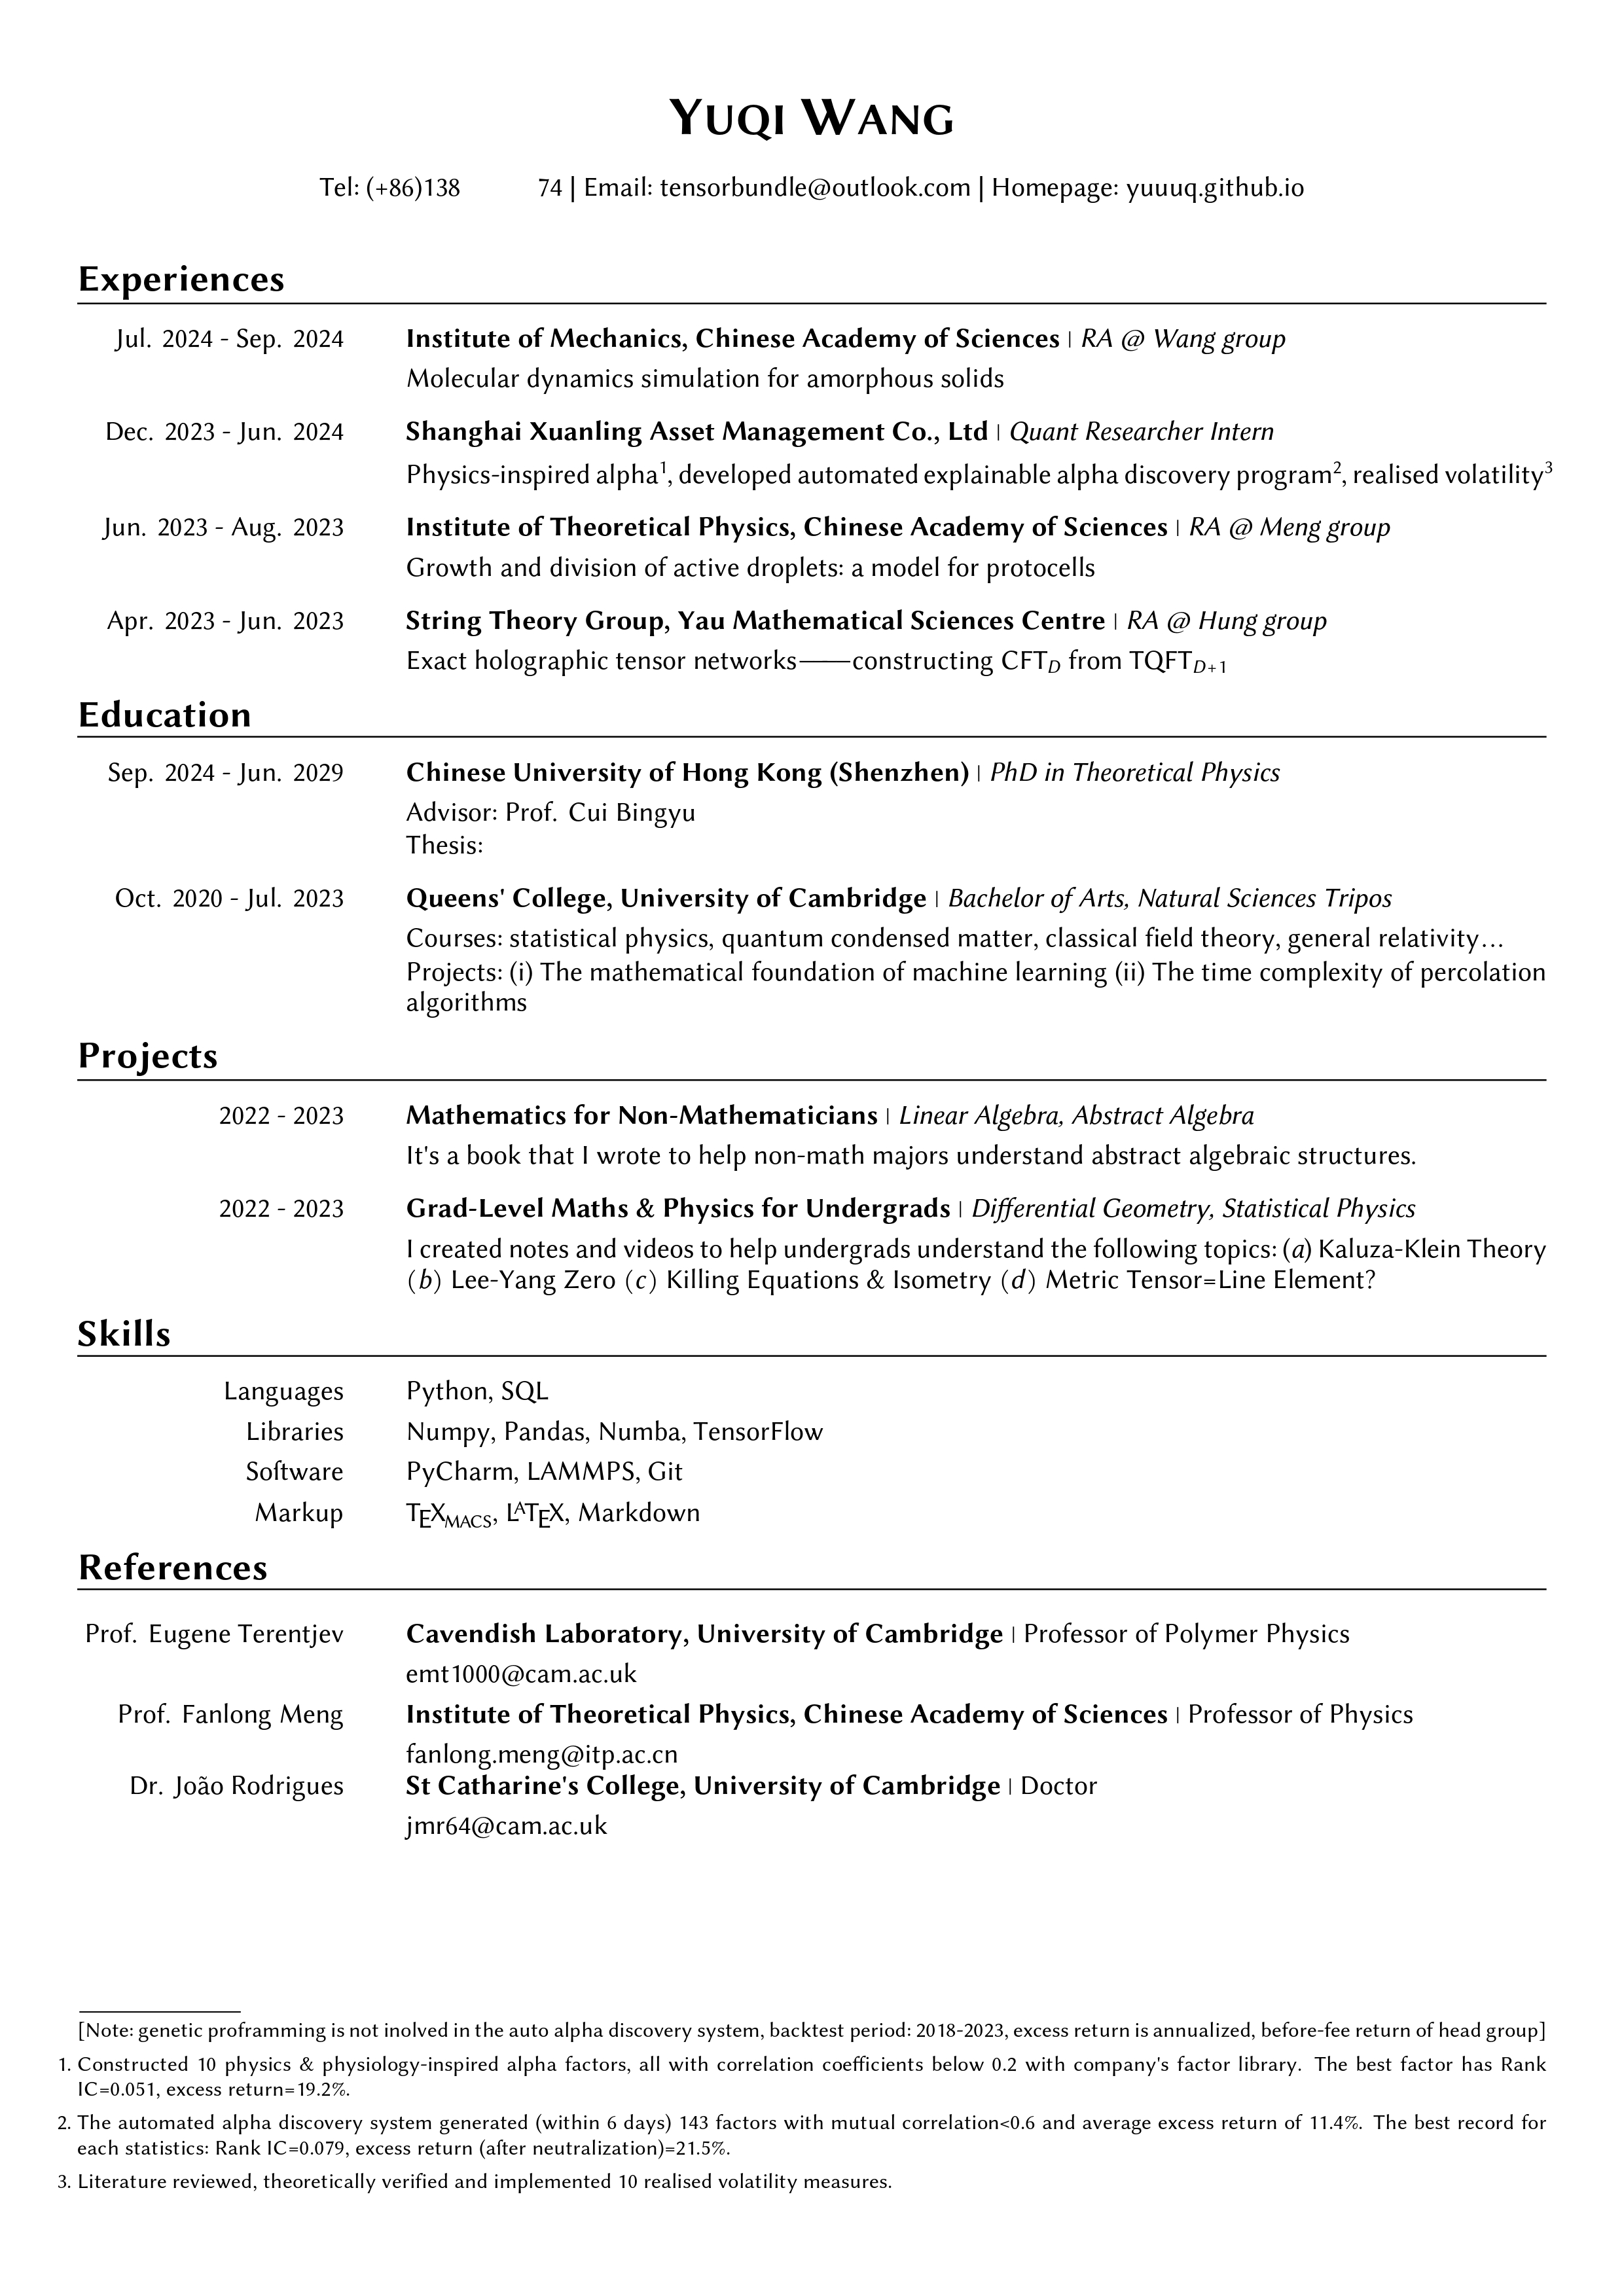 Yuqi Wang
Tel: (+86)138 74 | Email: tensorbundle@outlook.com | Homepage: yuuuq.github.io
Experiences
Jul. 2024 - Sep. 2024 Institute of Mechanics, Chinese Academy of Sciences | RA @ Wang group
Molecular dynamics simulation for amorphous solids
Dec. 2023 - Jun. 2024 Shanghai Xuanling Asset Management Co., Ltd | Quant Researcher Intern
Physics-inspired alpha1, developed automated explainable alpha discovery program2, realised volatility3
Jun. 2023 - Aug. 2023 Institute of Theoretical Physics, Chinese Academy of Sciences | RA @ Meng group
Growth and division of active droplets: a model for protocells
Apr. 2023 - Jun. 2023 String Theory Group, Yau Mathematical Sciences Centre | RA @ Hung group
Exact holographic tensor networks——constructing CFTD from TQFTD+1
Education
Sep. 2024 - Jun. 2029 Chinese University of Hong Kong (Shenzhen) | PhD in Theoretical Physics
Advisor: Prof. Cui Bingyu
Thesis:
Oct. 2020 - Jul. 2023 Queens' College, University of Cambridge | Bachelor of Arts, Natural Sciences Tripos
Courses: statistical physics, quantum condensed matter, classical field theory, general relativity…
Projects: (i) The mathematical foundation of machine learning (ii) The time complexity of percolation
algorithms
Projects
2022 - 2023 Mathematics for Non-Mathematicians | Linear Algebra, Abstract Algebra
It's a book that I wrote to help non-math majors understand abstract algebraic structures.
2022 - 2023 Grad-Level Maths & Physics for Undergrads | Differential Geometry, Statistical Physics
I created notes and videos to help undergrads understand the following topics: (a) Kaluza-Klein Theory
(b) Lee-Yang Zero (c) Killing Equations & Isometry (d) Metric Tensor=Line Element?
Skills
Languages Python, SQL
Libraries Numpy, Pandas, Numba, TensorFlow
Software PyCharm, LAMMPS, Git
Markup TEXMACS, LATEX, Markdown
References
Prof. Eugene Terentjev Cavendish Laboratory, University of Cambridge | Professor of Polymer Physics
emt1000@cam.ac.uk
Prof. Fanlong Meng Institute of Theoretical Physics, Chinese Academy of Sciences | Professor of Physics
fanlong.meng@itp.ac.cn
Dr. João Rodrigues St Catharine's College, University of Cambridge | Doctor
jmr64@cam.ac.uk
[Note: genetic proframming is not inolved in the auto alpha discovery system, backtest period: 2018-2023, excess return is annualized, before-fee return of head group]
1. Constructed 10 physics & physiology-inspired alpha factors, all with correlation coefficients below 0.2 with company's factor library. The best factor has Rank
IC=0.051, excess return=19.2%.
2. The automated alpha discovery system generated (within 6 days) 143 factors with mutual correlation<0.6 and average excess return of 11.4%. The best record for
each statistics: Rank IC=0.079, excess return (after neutralization)=21.5%.
3. Literature reviewed, theoretically verified and implemented 10 realised volatility measures.